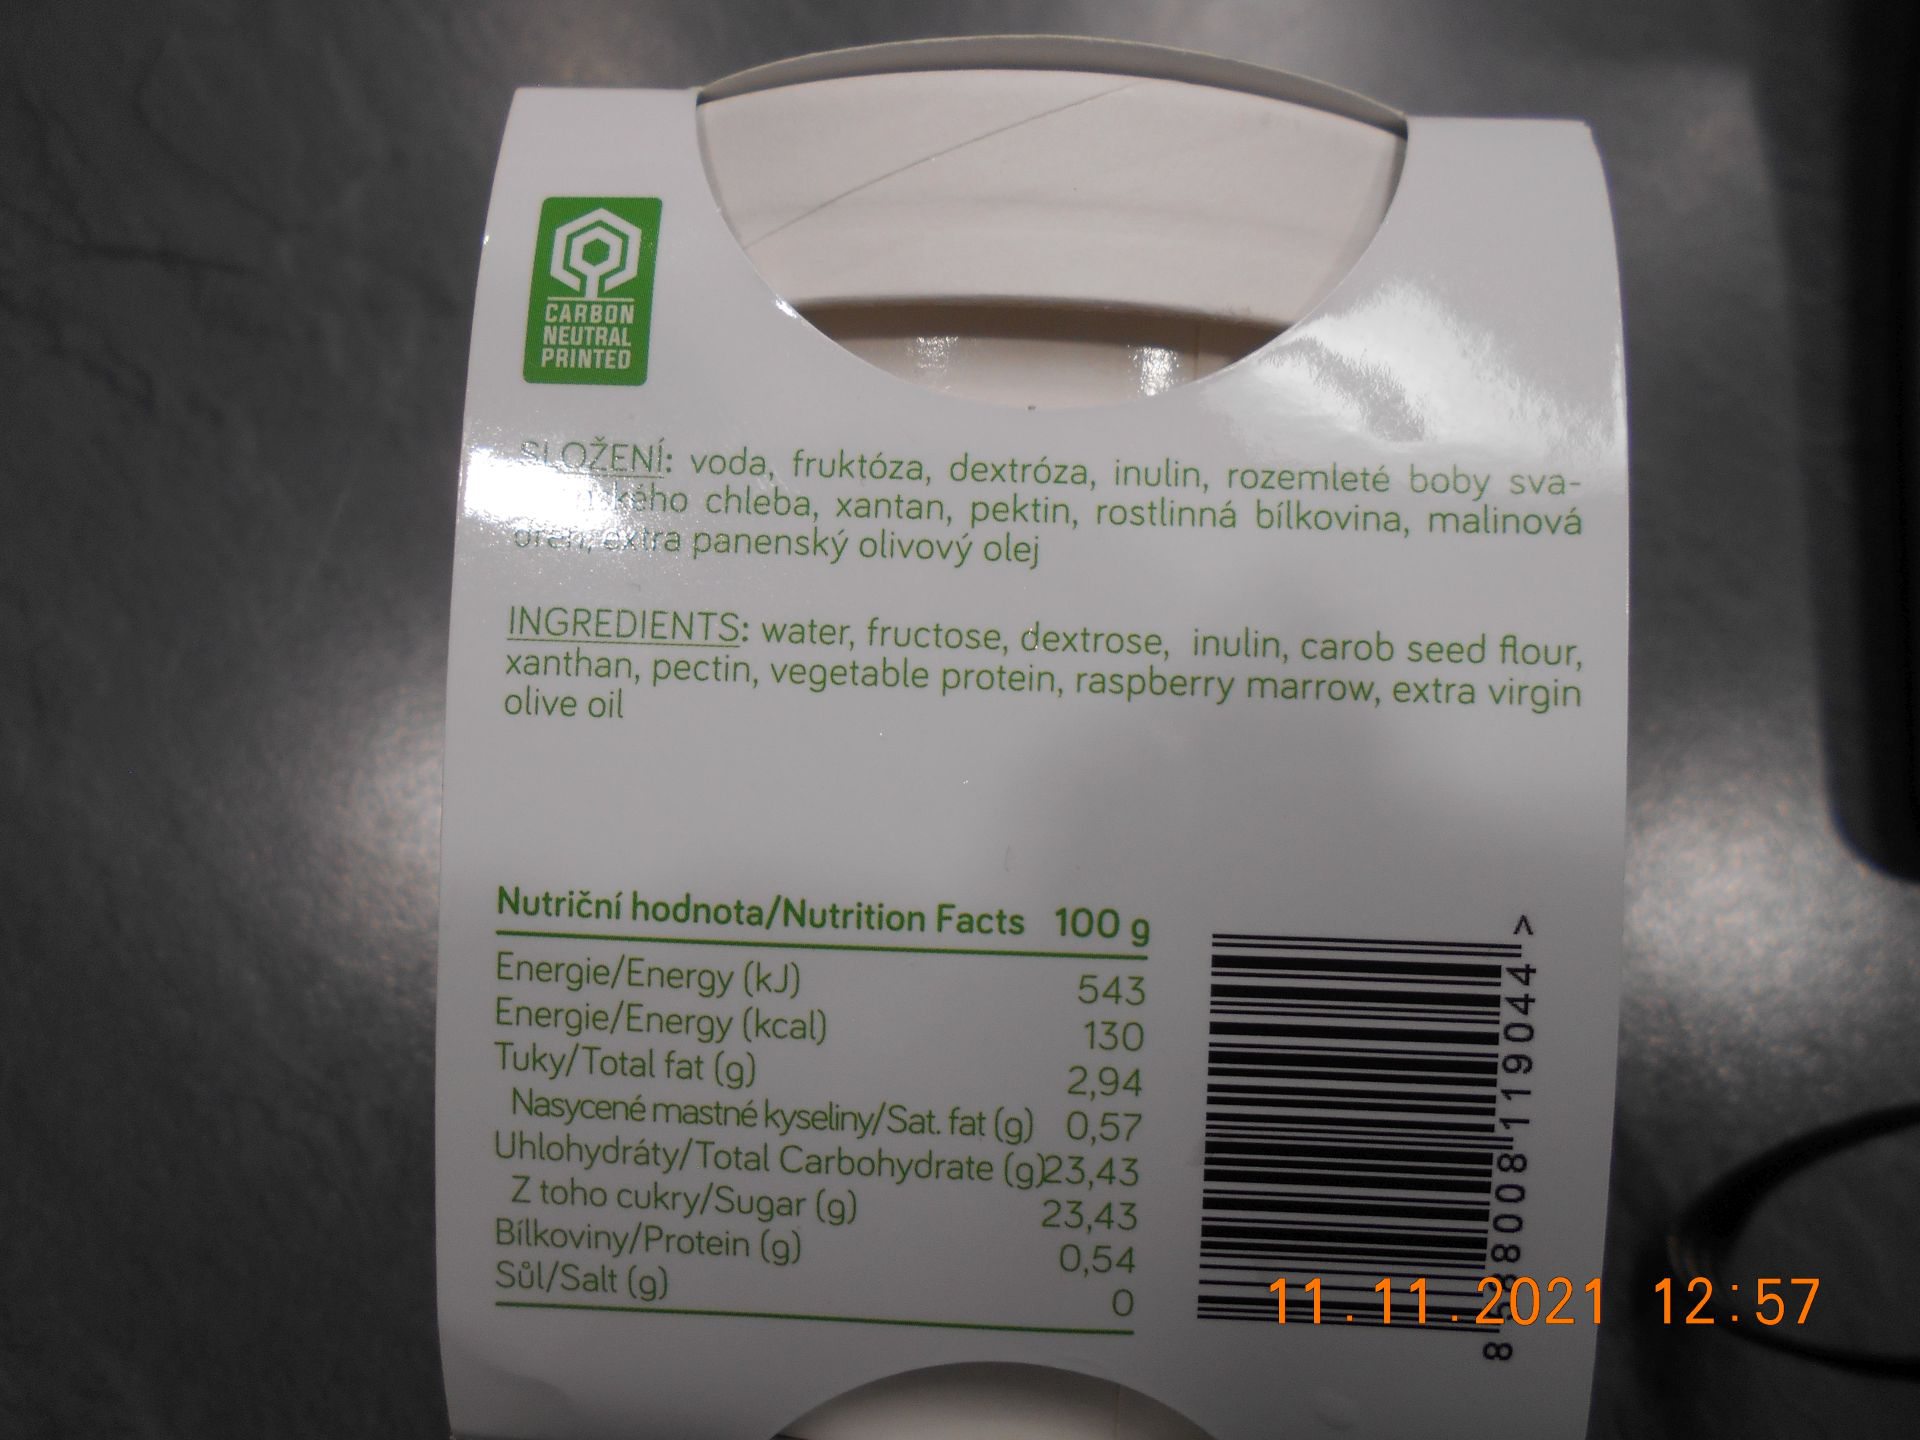 CARBON
NEUTRAL
PRINTED
SLOŽENÍ: voda, fruktóza, dextróza, inulin, rozemleté boby sva-
chleba, xantan, pektin, rostlinná bílkovina, malinová
extra panenský olivový olej
INGREDIENTS: water, fructose, dextrose, inulin, carob seed flour,
xanthan, pectin, vegetable protein, raspberry marrow, extra virgin
olive oil
Nutriční hodnota/Nutrition Facts 100 g
Energie/Energy (kJ) 543
Energie/Energy (kcal) 130
Tuky/Total fat (g) 2,94
Nasycené mastné kyseliny/Sat. fat (g) 0,57
Uhlohydráty/Total Carbohydrate (g) 23,43
Z toho cukry/Sugar (g) 23,43
Bílkoviny/Protein (g) 0,54
Sůl/Salt (g) 0
11.11.2021 12:57